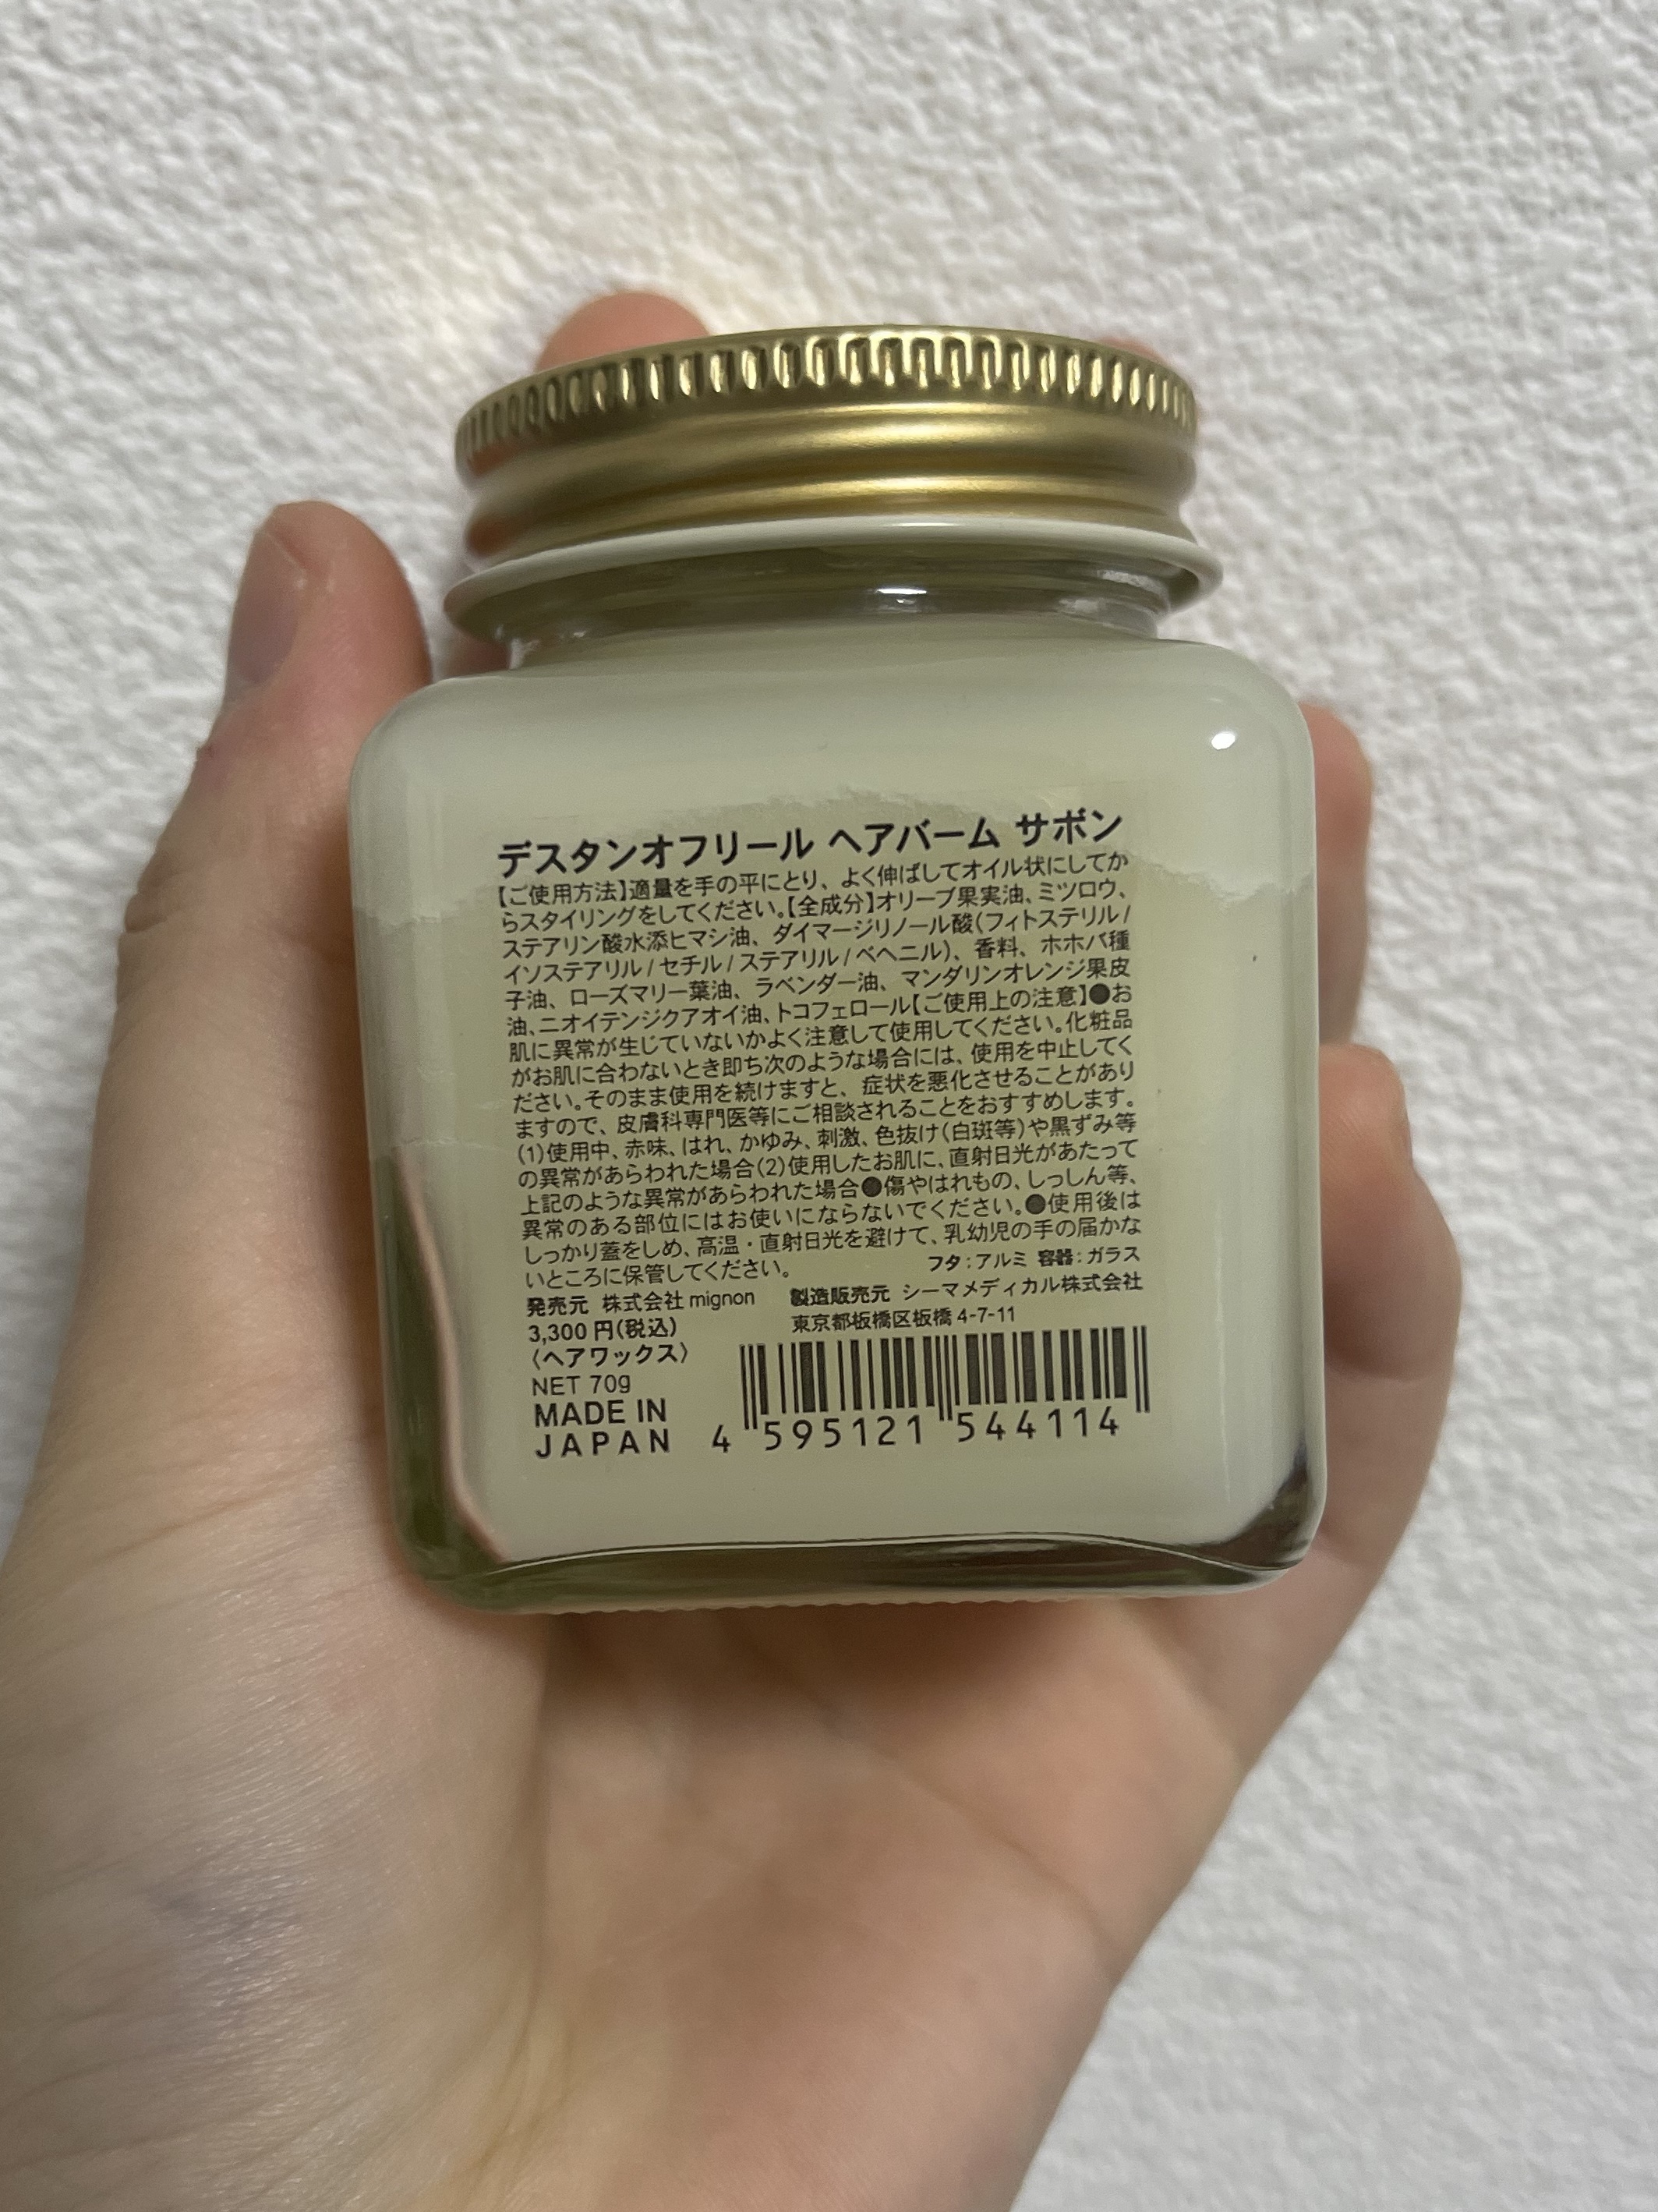 デスタンオフリール ヘアバーム サボン
【ご使用方法】適量を手の平にとり、よく伸ばしてオイル状にしてか
らスタイリングをしてください。【全成分】オリーブ果実油、ミツロウ、
ステアリン酸水添ヒマシ油、ダイマージリノール酸(フィトステリル/
イソステアリル/セチル/ステアリル/ベヘニル)、香料、ホホバ種
子油、ローズマリー葉油、ラベンダー油、マンダリンオレンジ果皮
油、ニオイテンジクアオイ油、トコフェロール【ご使用上の注意】●お
肌に異常が生じていないかよく注意して使用してください。化粧品
がお肌に合わないとき即ち次のような場合には、使用を中止してく
ださい。そのまま使用を続けますと、症状を悪化させることがあり
ますので、皮膚科専門医等にご相談されることをおすすめします。
(1)使用中、赤味、はれ、かゆみ、刺激、色抜け(白斑等)や黒ずみ等
の異常があらわれた場合(2)使用したお肌に、直射日光があたって
上記のような異常があらわれた場合●傷やはれもの、しっしん等、
異常のある部位にはお使いにならないでください。●使用後は
しっかり蓋をしめ、高温・直射日光を避けて、乳幼児の手の届かな
いところに保管してください。 フタ:アルミ 容器:ガラス
発売元 株式会社 mignon 製造販売元 シーマメディカル株式会社
東京都板橋区板橋 4-7-11
3,300円(税込)
〈ヘアワックス〉
NET 70g
MADE IN
JAPAN
4 595121 544114